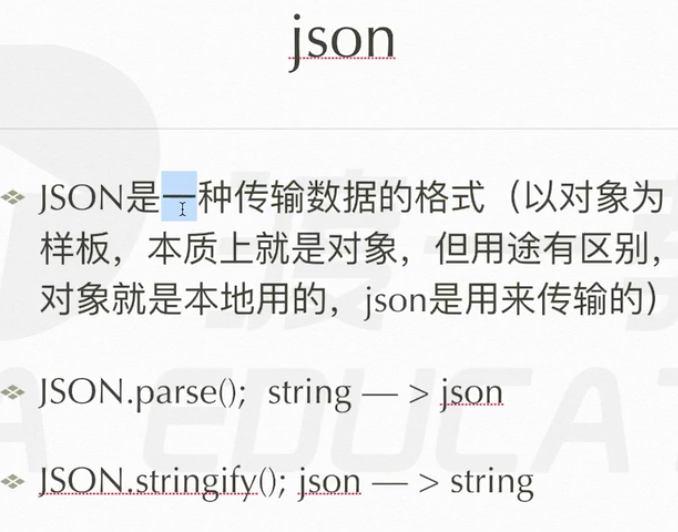 json
JSON是一种传输数据的格式（以对象为
样板，本质上就是对象，但用途有区别，
对象就是本地用的，json是用来传输的）
JSON.parse();  string — > json
JSON.stringify(); json — > string
EDUCAT